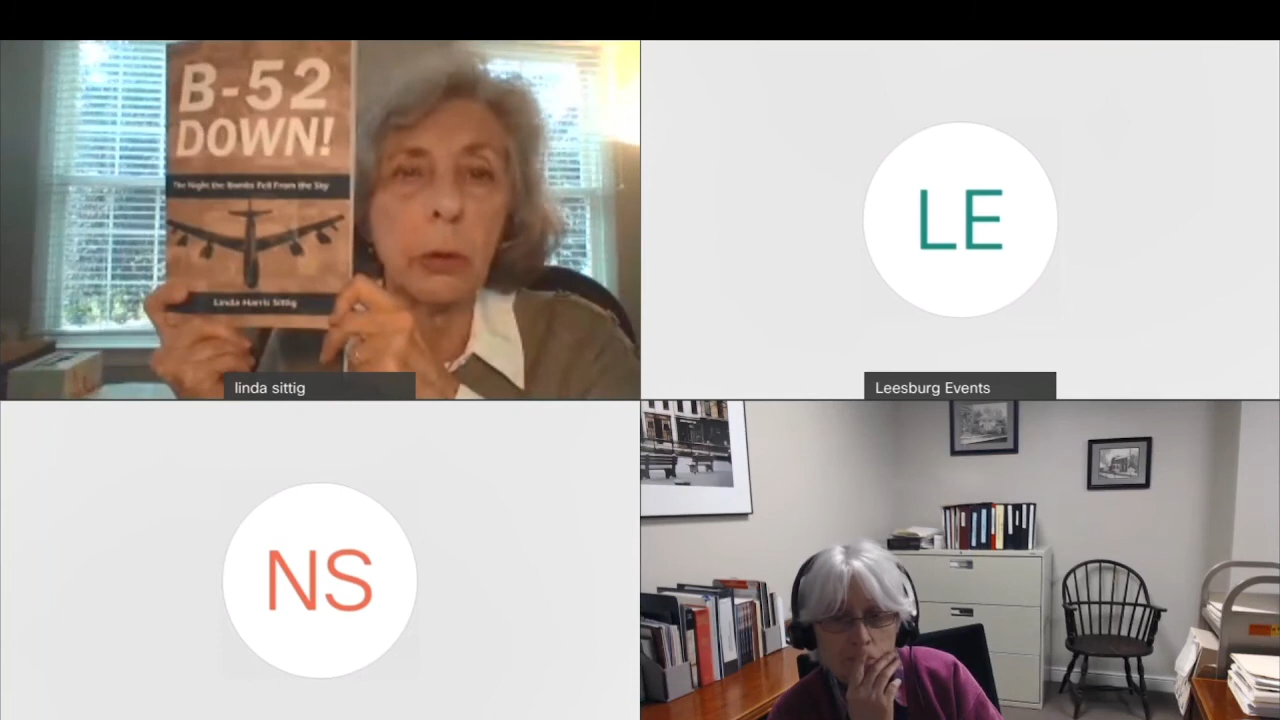 B-52
DOWN!
The Night the Bombs Fell From the Sky
Linda Harris Sittig
linda sittig
LE
Leesburg Events
NS